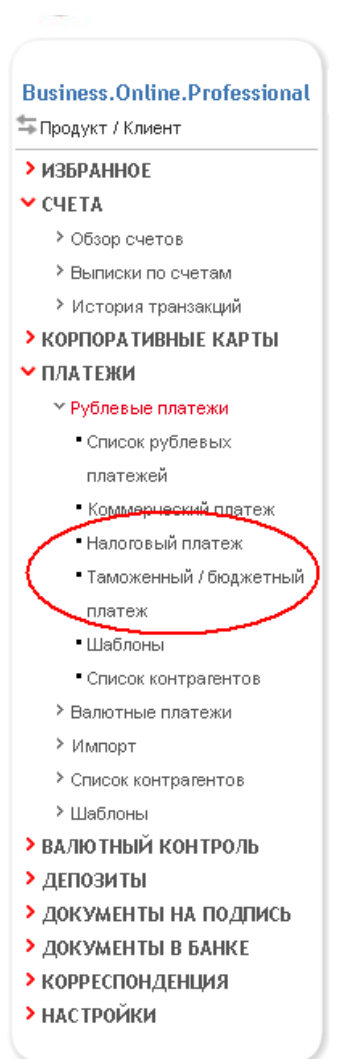 Business.Online.Professional
Продукт / Клиент
ИЗБРАННОЕ
СЧЕТА
Обзор счетов
Выписки по счетам
История транзакций
КОРПОРАТИВНЫЕ КАРТЫ
ПЛАТЕЖИ
Рублевые платежи
Список рублевых
платежей
Коммерческий платеж
Налоговый платеж
Таможенный / бюджетный
платеж
Шаблоны
Список контрагентов
Валютные платежи
Импорт
Список контрагентов
Шаблоны
ВАЛЮТНЫЙ КОНТРОЛЬ
ДЕПОЗИТЫ
ДОКУМЕНТЫ НА ПОДПИСЬ
ДОКУМЕНТЫ В БАНКЕ
КОРРЕСПОНДЕНЦИЯ
НАСТРОЙКИ